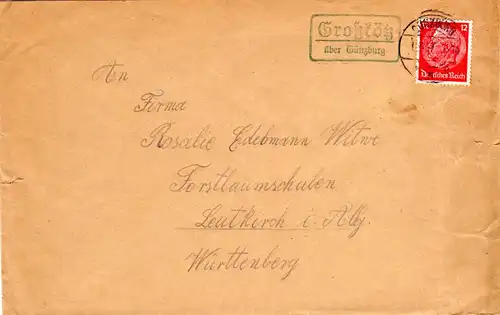 Großkötz
über Günzburg
12
Deutsches Reich
An
Firma
Rosalie Edelmann Witwe
Forstbaumschulen
Leutkirch i. Allg.
Württemberg